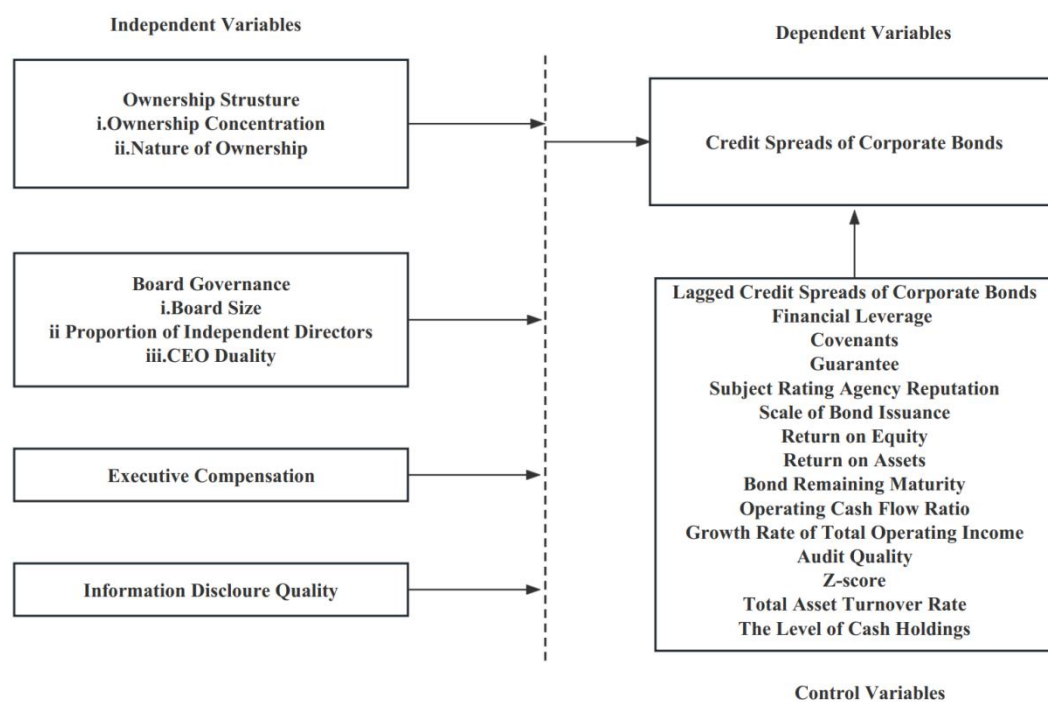 Independent Variables
Ownership Strusture
i.Ownership Concentration
ii.Nature of Ownership
Board Governance
i.Board Size
ii Proportion of Independent Directors
iii.CEO Duality
Executive Compensation
Information Discloure Quality
Dependent Variables
Credit Spreads of Corporate Bonds
Lagged Credit Spreads of Corporate Bonds
Financial Leverage
Covenants
Guarantee
Subject Rating Agency Reputation
Scale of Bond Issuance
Return on Equity
Return on Assets
Bond Remaining Maturity
Operating Cash Flow Ratio
Growth Rate of Total Operating Income
Audit Quality
Z-score
Total Asset Turnover Rate
The Level of Cash Holdings
Control Variables